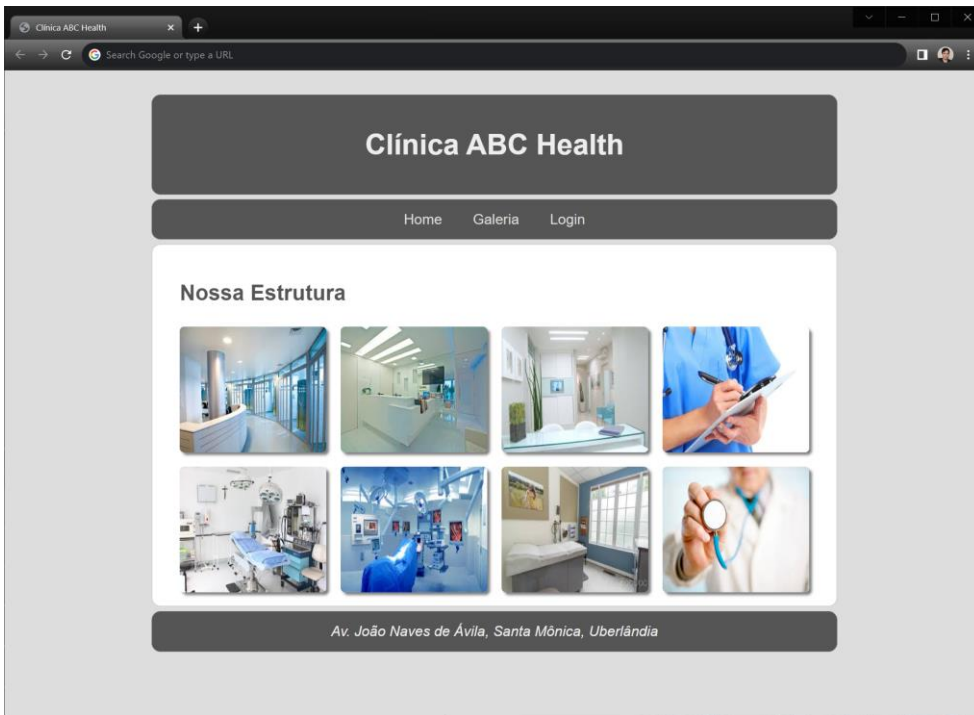 Clínica ABC Health
Search Google or type a URL
Clínica ABC Health
Home Galeria Login
Nossa Estrutura
Av. João Naves de Ávila, Santa Mônica, Uberlândia